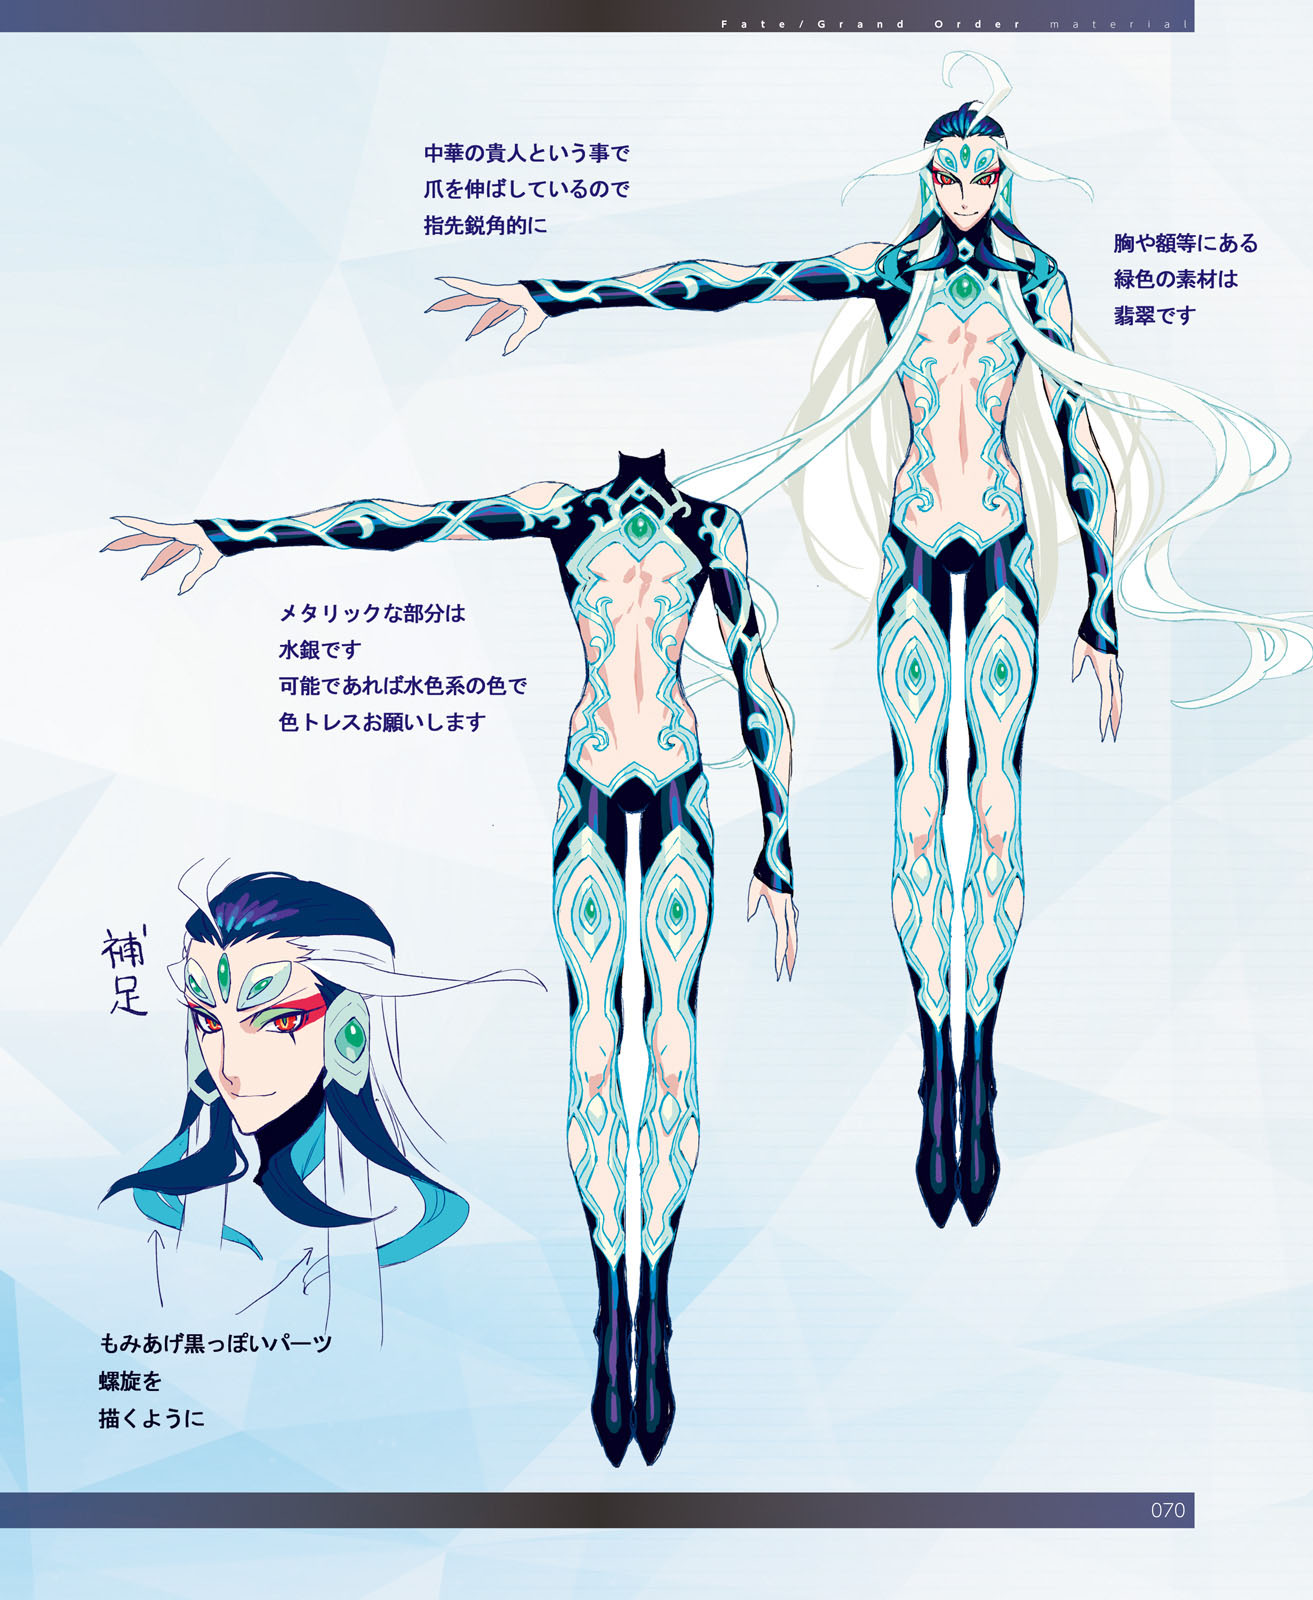 Fate/Grand Order material
中華の貴人という事で
爪を伸ばしているので
指先鋭角的に
胸や額等にある
緑色の素材は
翡翠です
メタリックな部分は
水銀です
可能であれば水色系の色で
色トレスお願いします
補足
もみあげ黒っぽいパーツ
螺旋を
描くように
070